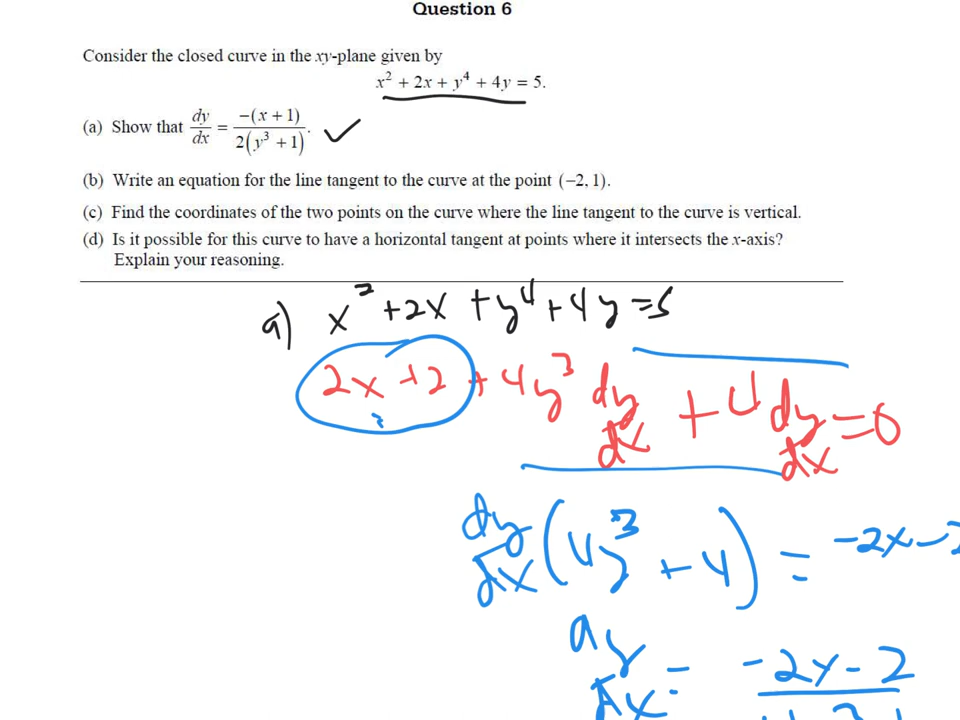 Question 6
Consider the closed curve in the xy-plane given by
x² + 2x + y⁴ + 4y = 5.
(a) Show that dy/dx = -(x + 1)/2(y³ + 1).
(b) Write an equation for the line tangent to the curve at the point (−2, 1).
(c) Find the coordinates of the two points on the curve where the line tangent to the curve is vertical.
(d) Is it possible for this curve to have a horizontal tangent at points where it intersects the x-axis?
Explain your reasoning.
a) x² + 2x + y⁴ + 4y = 5
2x + 2 + 4y³ dy/dx + 4 dy/dx = 0
dy/dx (4y³ + 4) = -2x - 2
dy/dx = -2x - 2